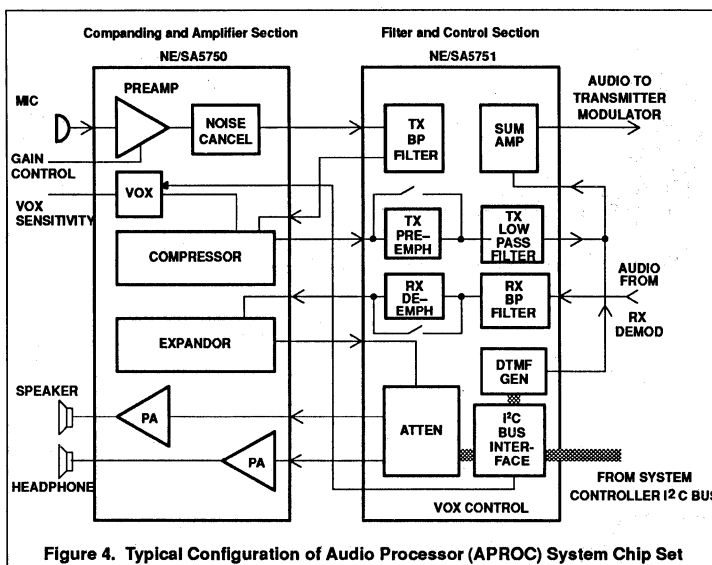 Companding and Amplifier Section
NE/SA5750
Filter and Control Section
NE/SA5751
MIC
PREAMP
NOISE
CANCEL
GAIN
CONTROL
VOX
VOX
SENSITIVITY
COMPRESSOR
EXPANDOR
SPEAKER
PA
HEADPHONE
PA
TX
BP
FILTER
SUM
AMP
AUDIO TO
TRANSMITTER
MODULATOR
TX
PRE–
EMPH
TX
LOW
PASS
FILTER
RX
DE–
EMPH
RX
BP
FILTER
AUDIO
FROM
RX
DEMOD
DTMF
GEN
ATTEN
I²C
BUS
INTER-
FACE
VOX CONTROL
FROM SYSTEM
CONTROLLER I² C BUS
Figure 4. Typical Configuration of Audio Processor (APROC) System Chip Set